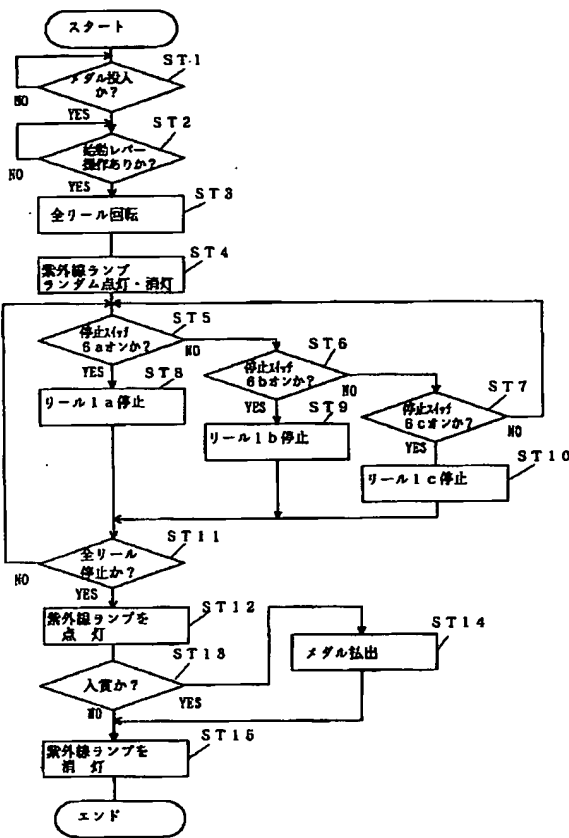 スタート
ST1
メダル投入
か?
NO
YES
ST2
始動レバー
操作ありか?
NO
YES
ST3
全リール回転
ST4
紫外線ランプ
ランダム点灯・消灯
ST5
停止スイッチ
6aオンか?
NO
YES
ST6
停止スイッチ
6bオンか?
NO
YES
ST7
停止スイッチ
6cオンか?
NO
YES
ST8
リール1a停止
ST9
リール1b停止
ST10
リール1c停止
ST11
全リール
停止か?
NO
YES
ST12
紫外線ランプを
点 灯
ST13
入賞か?
YES
NO
ST14
メダル払出
ST15
紫外線ランプを
消 灯
エンド